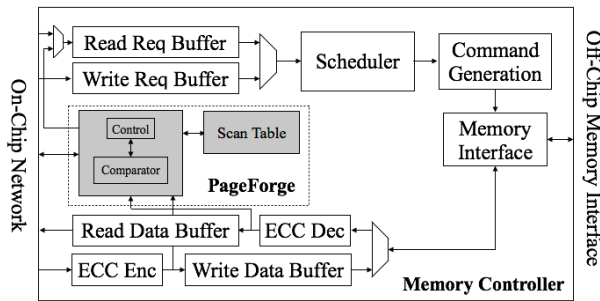 On-Chip Network
Read Req Buffer
Write Req Buffer
Scheduler
Command
Generation
Memory
Interface
Off-Chip Memory Interface
Control
Comparator
Scan Table
PageForge
Read Data Buffer
ECC Dec
ECC Enc
Write Data Buffer
Memory Controller